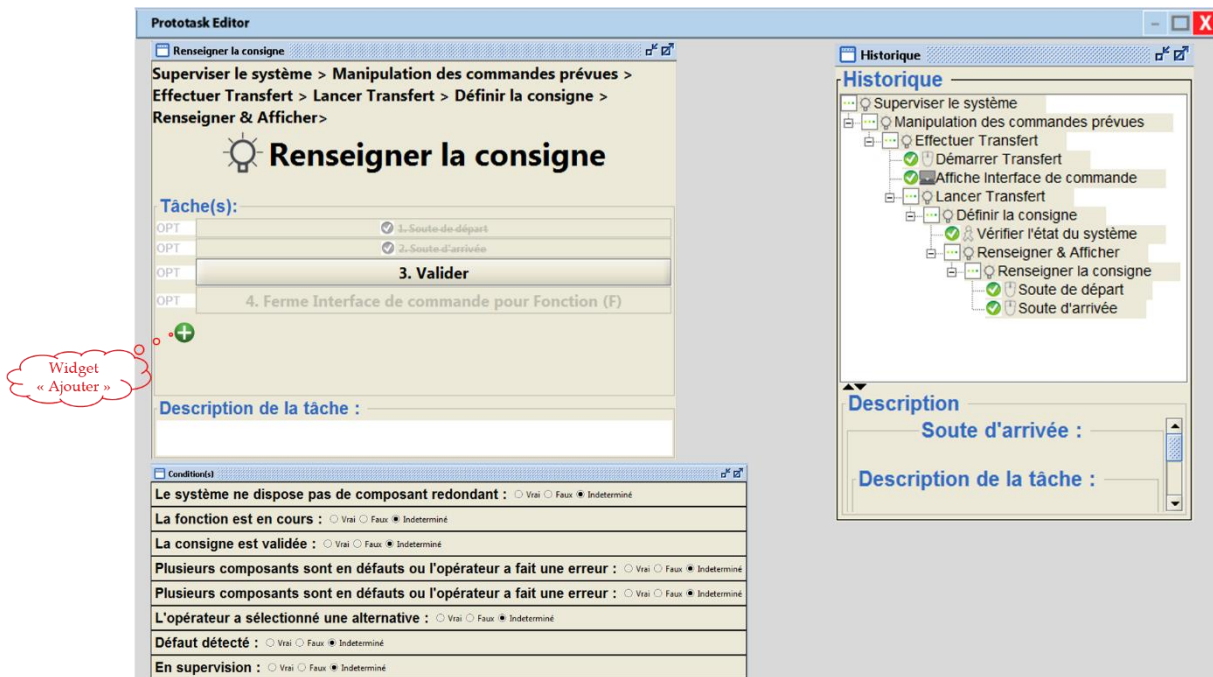 Prototask Editor
Renseigner la consigne
Superviser le système > Manipulation des commandes prévues >
Effectuer Transfert > Lancer Transfert > Définir la consigne >
Renseigner & Afficher>
Renseigner la consigne
Tâche(s):
OPT 1. Soute de départ
OPT 2. Soute d'arrivée
OPT 3. Valider
OPT 4. Ferme Interface de commande pour Fonction (F)
Widget
« Ajouter »
Description de la tâche :
Condition(s)
Le système ne dispose pas de composant redondant : Vrai Faux Indeterminé
La fonction est en cours : Vrai Faux Indeterminé
La consigne est validée : Vrai Faux Indeterminé
Plusieurs composants sont en défauts ou l'opérateur a fait une erreur : Vrai Faux Indeterminé
Plusieurs composants sont en défauts ou l'opérateur a fait une erreur : Vrai Faux Indeterminé
L'opérateur a sélectionné une alternative : Vrai Faux Indeterminé
Défaut détecté : Vrai Faux Indeterminé
En supervision : Vrai Faux Indeterminé
Historique
Historique
Superviser le système
Manipulation des commandes prévues
Effectuer Transfert
Démarrer Transfert
Affiche Interface de commande
Lancer Transfert
Définir la consigne
Vérifier l'état du système
Renseigner & Afficher
Renseigner la consigne
Soute de départ
Soute d'arrivée
Description
Soute d'arrivée :
Description de la tâche :